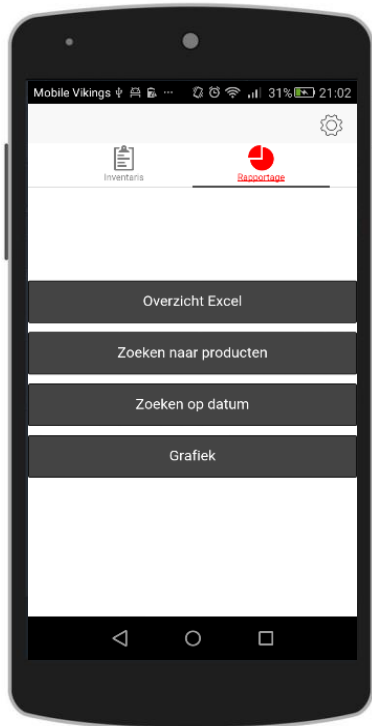 Mobile Vikings ... 31% 21:02
Inventaris
Rapportage
Overzicht Excel
Zoeken naar producten
Zoeken op datum
Grafiek